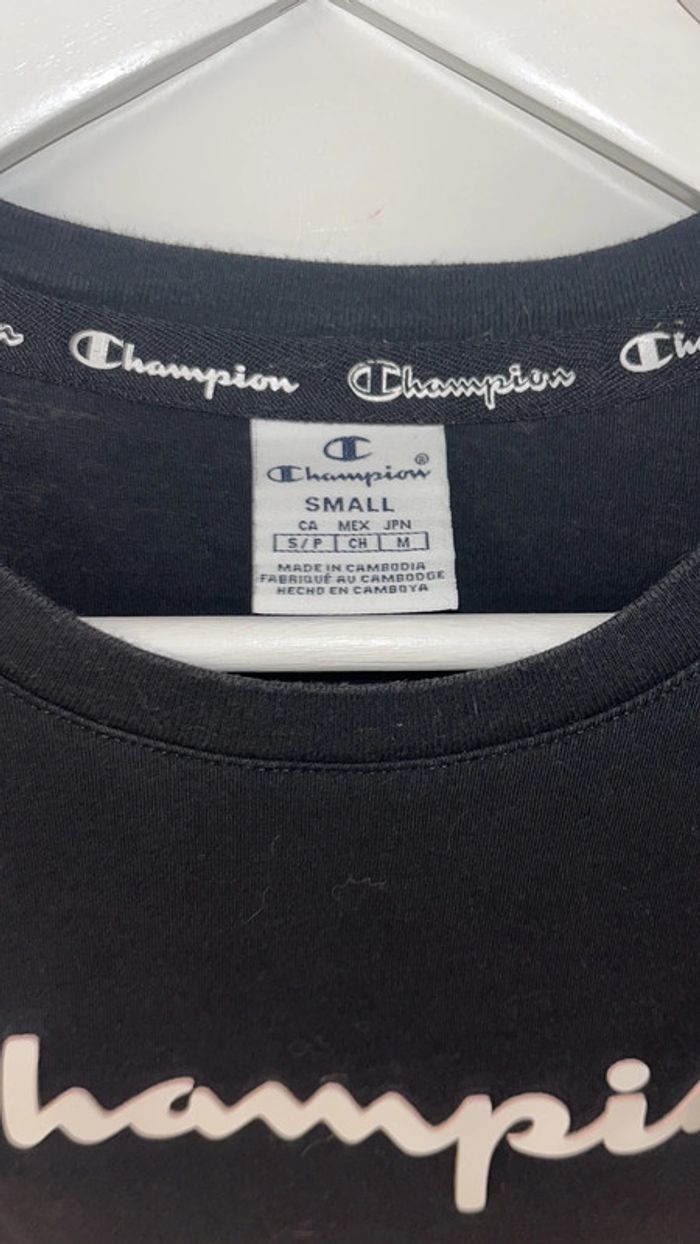 Champion Champion
Champion®
SMALL
CA MEX JPN
S/P CH M
MADE IN CAMBODIA
FABRIQUÉ AU CAMBODGE
HECHO EN CAMBOYA
hampi